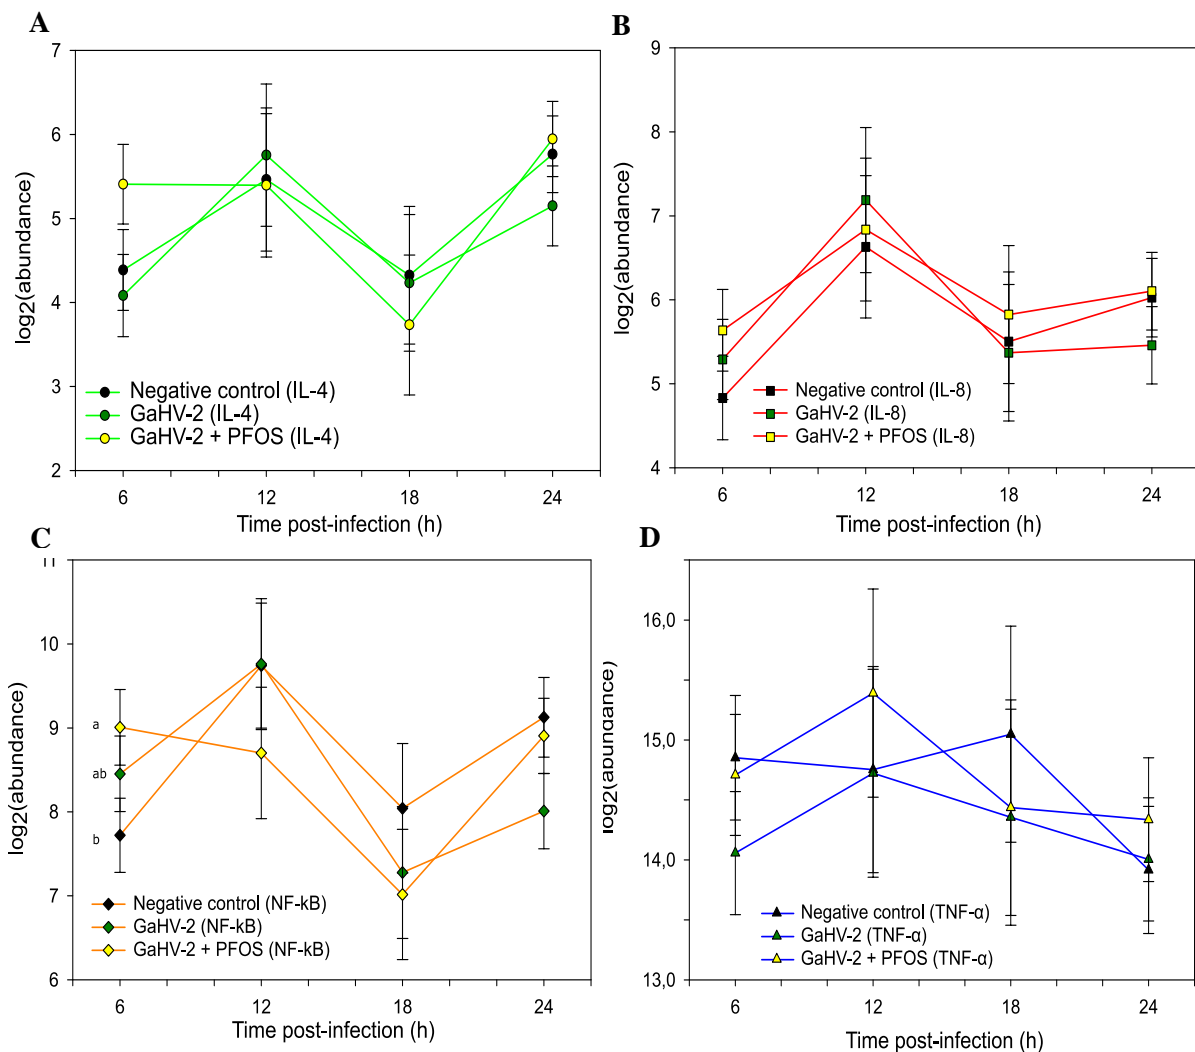 A
7
6
5
4
3
2
log2(abundance)
Negative control (IL-4)
GaHV-2 (IL-4)
GaHV-2 + PFOS (IL-4)
6 12 18 24
Time post-infection (h)
B
9
8
7
6
5
4
log2(abundance)
Negative control (IL-8)
GaHV-2 (IL-8)
GaHV-2 + PFOS (IL-8)
6 12 18 24
Time post-infection (h)
C
11
10
9
8
7
6
log2(abundance)
a
ab
b
Negative control (NF-kB)
GaHV-2 (NF-kB)
GaHV-2 + PFOS (NF-kB)
6 12 18 24
Time post-infection (h)
D
16,0
15,0
14,0
13,0
log2(abundance)
Negative control (TNF-α)
GaHV-2 (TNF-α)
GaHV-2 + PFOS (TNF-α)
6 12 18 24
Time post-infection (h)